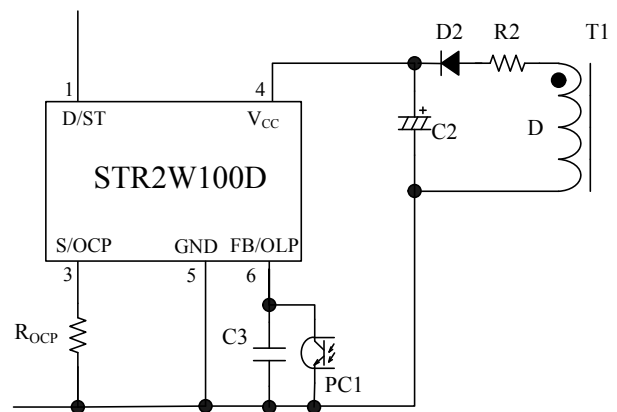 D2
R2
T1
1
4
D/ST
VCC
C2
D
STR2W100D
S/OCP
GND
FB/OLP
3
5
6
ROCP
C3
PC1
+